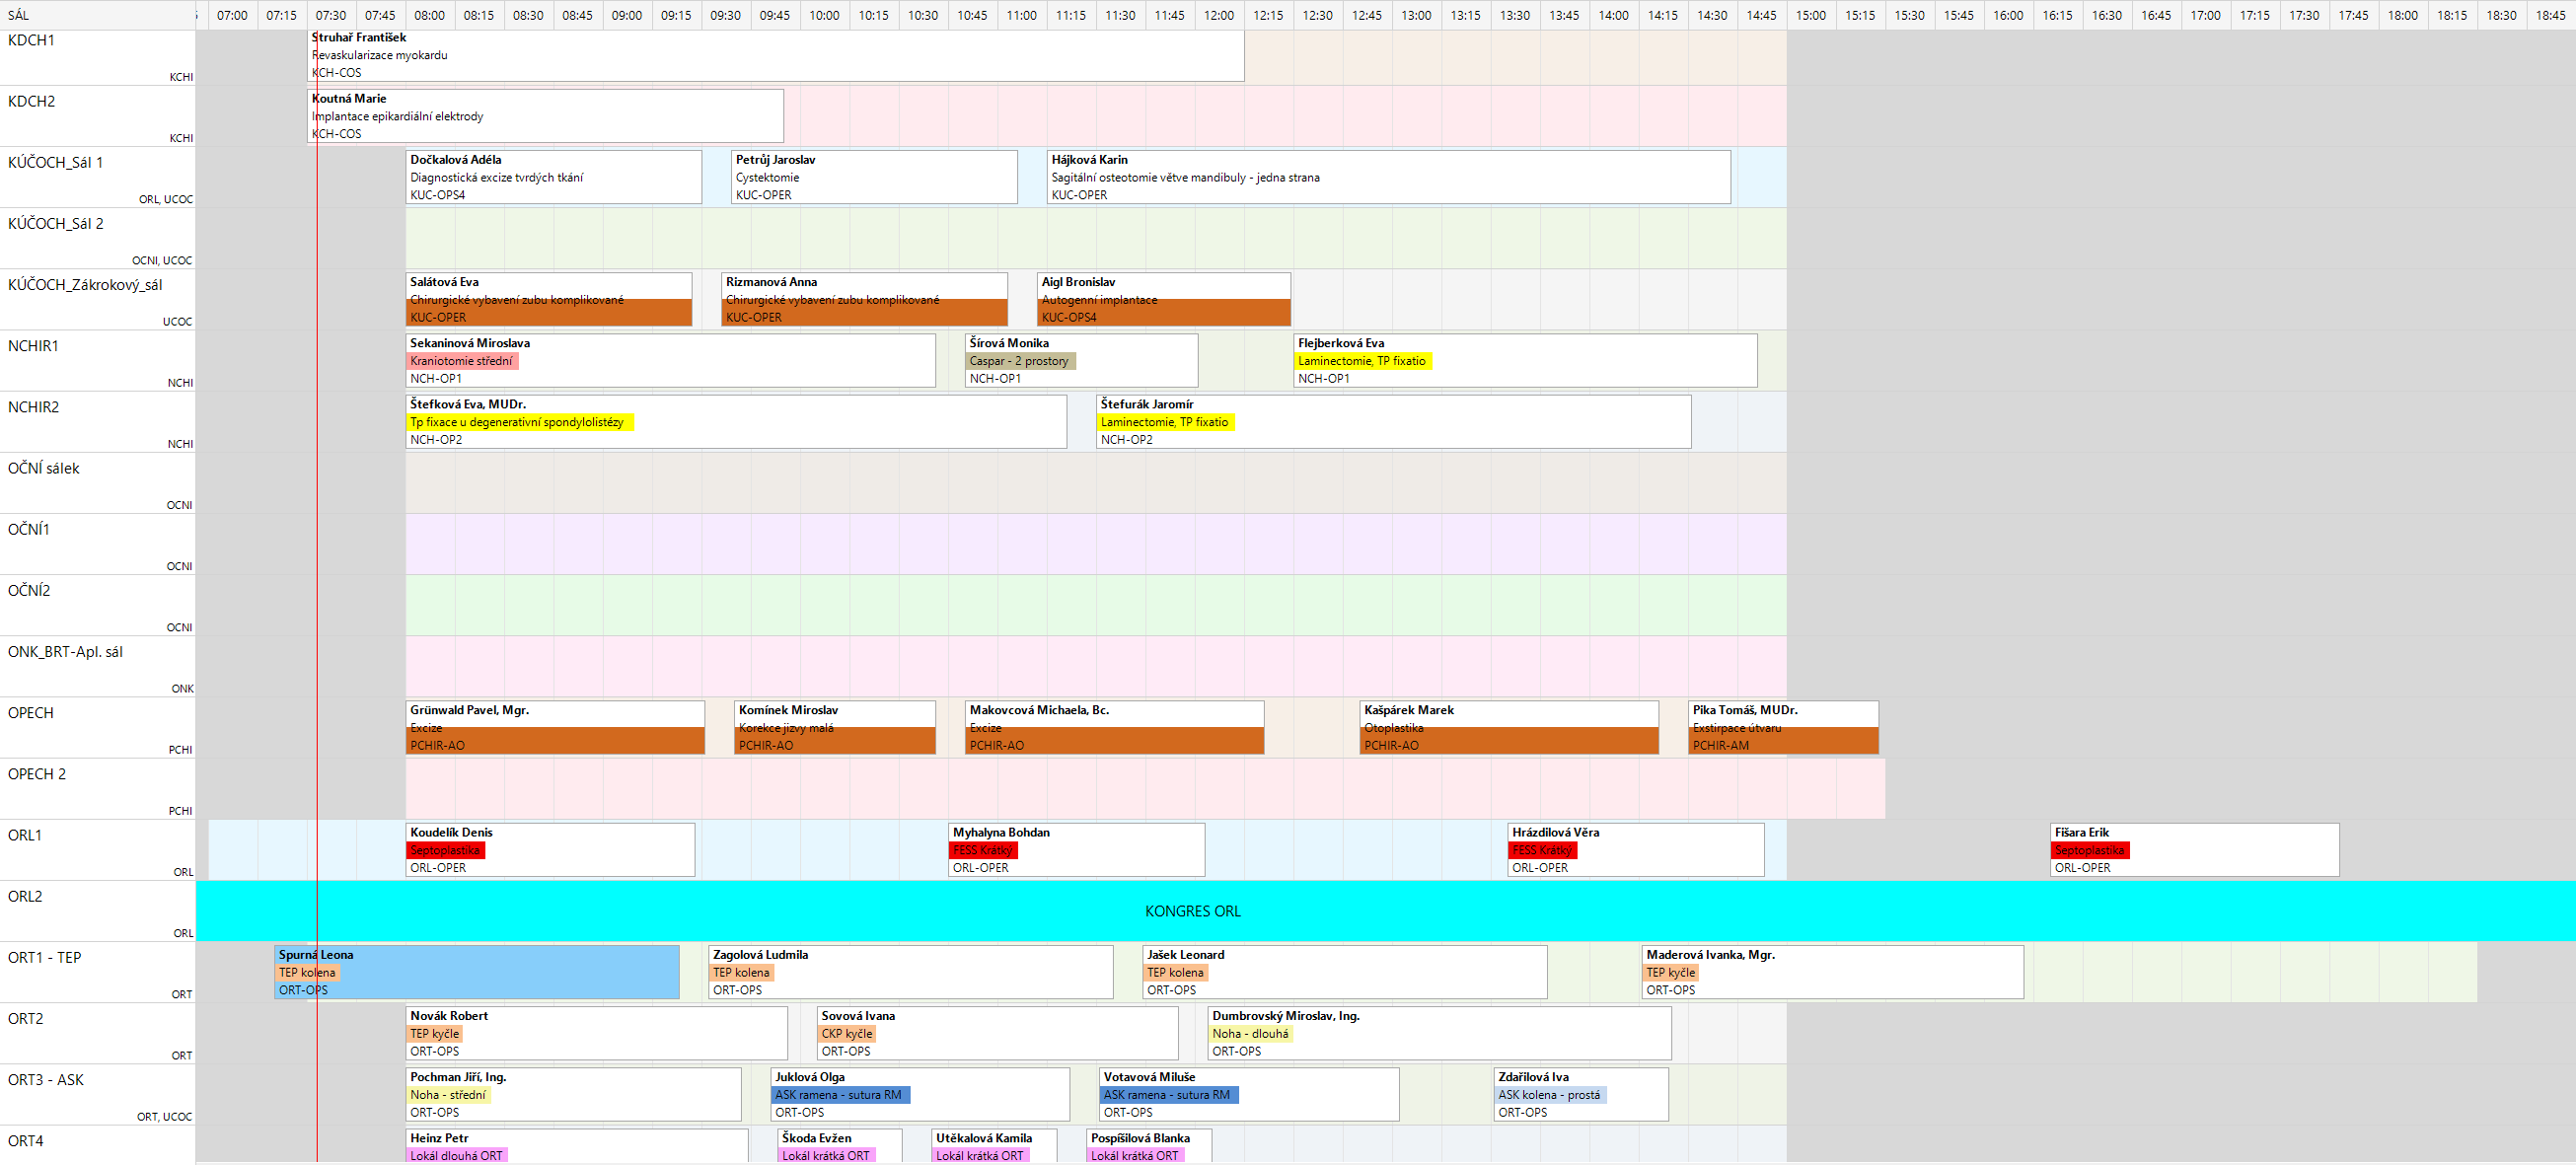 SÁL 07:00 07:15 07:30 07:45 08:00 08:15 08:30 08:45 09:00 09:15 09:30 09:45 10:00 10:15 10:30 10:45 11:00 11:15 11:30 11:45 12:00 12:15 12:30 12:45 13:00 13:15 13:30 13:45 14:00 14:15 14:30 14:45 15:00 15:15 15:30 15:45 16:00 16:15 16:30 16:45 17:00 17:15 17:30 17:45 18:00 18:15 18:30 18:45
KDCH1
KCHI
Struhař František
Revaskularizace myokardu
KCH-COS
KDCH2
KCHI
Koutná Marie
Implantace epikardiální elektrody
KCH-COS
KÚČOCH_Sál 1
ORL, UCOC
Dočkalová Adéla
Diagnostická excize tvrdých tkání
KUC-OPS4
Petrůj Jaroslav
Cystektomie
KUC-OPER
Hájková Karin
Sagitální osteotomie větve mandibuly - jedna strana
KUC-OPER
KÚČOCH_Sál 2
OCNI, UCOC
KÚČOCH_Zákrokový_sál
UCOC
Salátová Eva
Chirurgické vybavení zubu komplikované
KUC-OPER
Rizmanová Anna
Chirurgické vybavení zubu komplikované
KUC-OPER
Aigl Bronislav
Autogenní implantace
KUC-OPS4
NCHIR1
NCHI
Sekaninová Miroslava
Kraniotomie střední
NCH-OP1
Šírová Monika
Caspar - 2 prostory
NCH-OP1
Flejberková Eva
Laminectomie, TP fixatio
NCH-OP1
NCHIR2
NCHI
Štefková Eva, MUDr.
Tp fixace u degenerativní spondylolistézy
NCH-OP2
Štefurák Jaromír
Laminectomie, TP fixatio
NCH-OP2
OČNÍ sálek
OCNI
OČNÍ1
OCNI
OČNÍ2
OCNI
ONK_BRT-Apl. sál
ONK
OPECH
PCHI
Grünwald Pavel, Mgr.
Excize
PCHIR-AO
Komínek Miroslav
Korekce jizvy malá
PCHIR-AO
Makovcová Michaela, Bc.
Excize
PCHIR-AO
Kašpárek Marek
Otoplastika
PCHIR-AO
Pika Tomáš, MUDr.
Exstirpace útvaru
PCHIR-AM
OPECH 2
PCHI
ORL1
ORL
Koudelík Denis
Septoplastika
ORL-OPER
Myhalyna Bohdan
FESS Krátký
ORL-OPER
Hrázdilová Věra
FESS Krátký
ORL-OPER
Fišara Erik
Septoplastika
ORL-OPER
ORL2
ORL
KONGRES ORL
ORT1 - TEP
ORT
Spurná Leona
TEP kolena
ORT-OPS
Zagolová Ludmila
TEP kolena
ORT-OPS
Jašek Leonard
TEP kolena
ORT-OPS
Maderová Ivanka, Mgr.
TEP kyčle
ORT-OPS
ORT2
ORT
Novák Robert
TEP kyčle
ORT-OPS
Sovová Ivana
CKP kyčle
ORT-OPS
Dumbrovský Miroslav, Ing.
Noha - dlouhá
ORT-OPS
ORT3 - ASK
ORT, UCOC
Pochman Jiří, Ing.
Noha - střední
ORT-OPS
Juklová Olga
ASK ramena - sutura RM
ORT-OPS
Votavová Miluše
ASK ramena - sutura RM
ORT-OPS
Zdařilová Iva
ASK kolena - prostá
ORT-OPS
ORT4
Heinz Petr
Lokál dlouhá ORT
Škoda Evžen
Lokál krátká ORT
Utěkalová Kamila
Lokál krátká ORT
Pospíšilová Blanka
Lokál krátká ORT